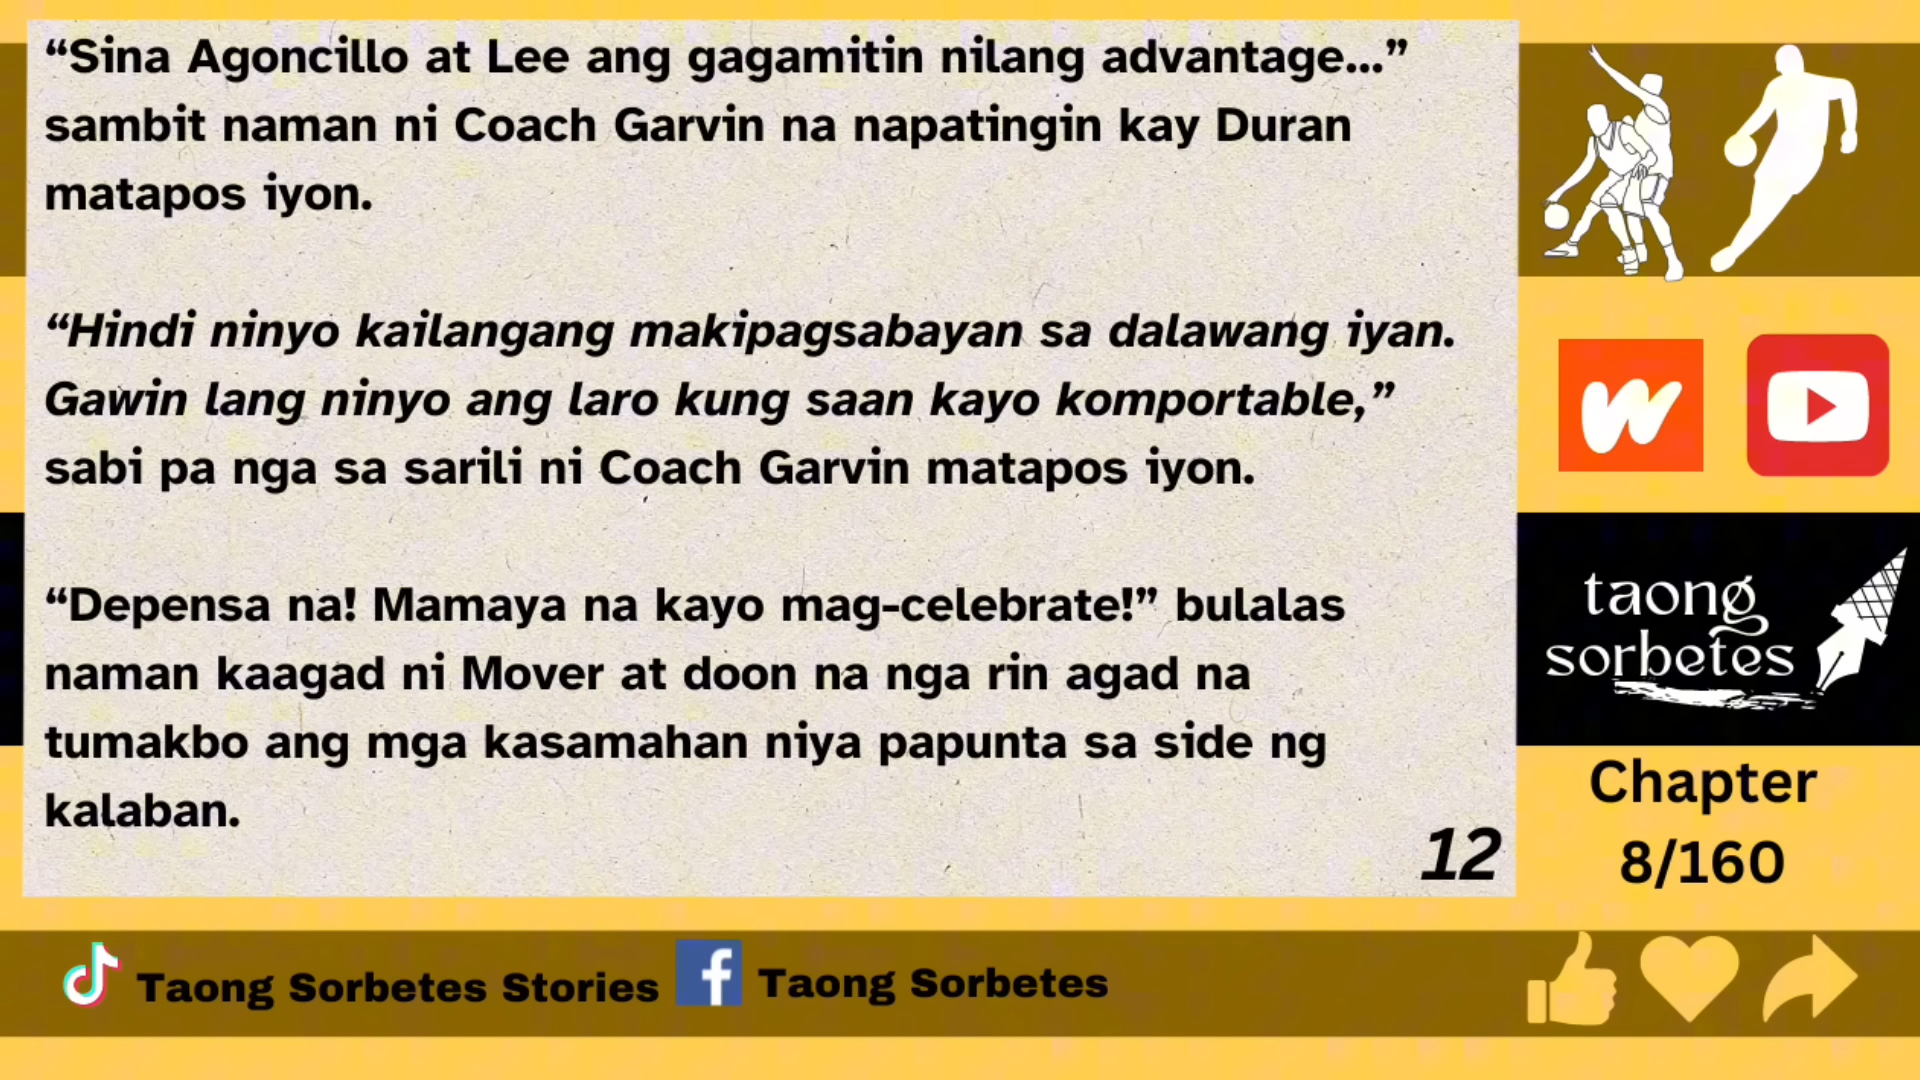 “Sina Agoncillo at Lee ang gagamitin nilang advantage...”
sambit naman ni Coach Garvin na napatingin kay Duran
matapos iyon.
“Hindi ninyo kailangang makipagsabayan sa dalawang iyan.
Gawin lang ninyo ang laro kung saan kayo komportable,”
sabi pa nga sa sarili ni Coach Garvin matapos iyon.
“Depensa na! Mamaya na kayo mag-celebrate!” bulalas
naman kaagad ni Mover at doon na nga rin agad na
tumakbo ang mga kasamahan niya papunta sa side ng
kalaban.
12
taong
sorbetes
Chapter
8/160
Taong Sorbetes Stories
Taong Sorbetes